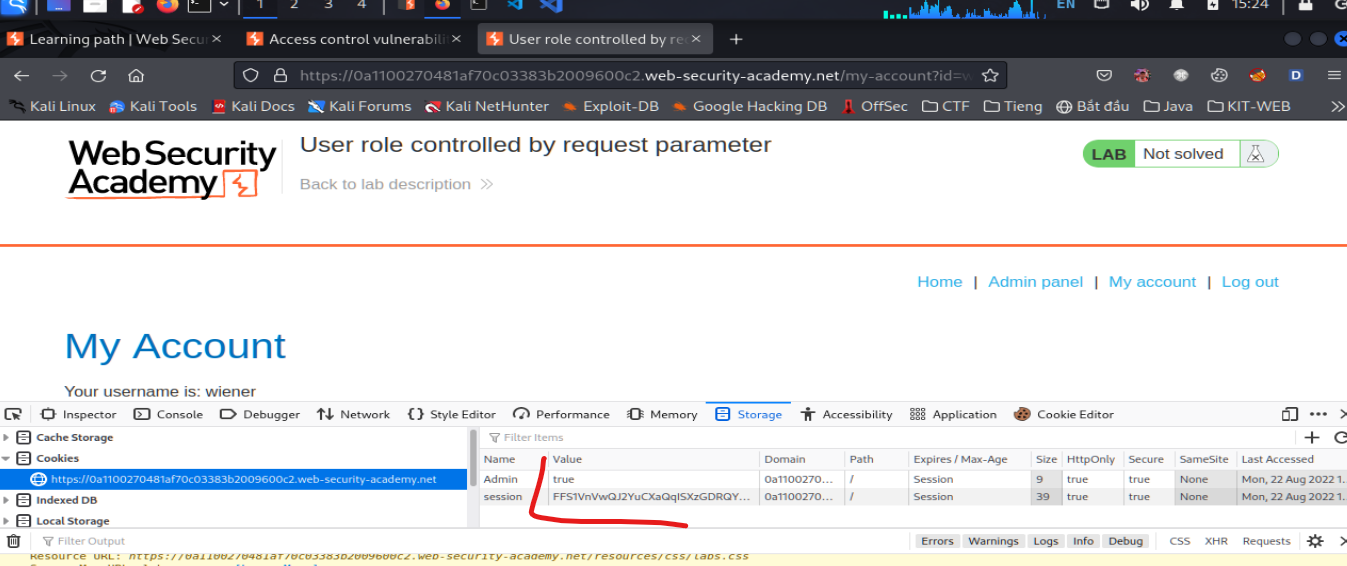 1 2 3 4 EN 15:24
Learning path | Web Secur × Access control vulnerabili × User role controlled by re × +
https://0a1100270481af70c03383b2009600c2.web-security-academy.net/my-account?id=w
Kali Linux Kali Tools Kali Docs Kali Forums Kali NetHunter Exploit-DB Google Hacking DB OffSec CTF Tieng Bắt đầu Java KIT-WEB
WebSecurity
Academy
User role controlled by request parameter
Back to lab description
LAB Not solved
Home | Admin panel | My account | Log out
My Account
Your username is: wiener
Inspector Console Debugger Network Style Editor Performance Memory Storage Accessibility Application Cookie Editor
Cache Storage
Cookies
https://0a1100270481af70c03383b2009600c2.web-security-academy.net
Indexed DB
Local Storage
Filter Items
Name Value Domain Path Expires / Max-Age Size HttpOnly Secure SameSite Last Accessed
Admin true 0a1100270... / Session 9 true true None Mon, 22 Aug 2022 1...
session FFS1VnVwQJ2YuCXaQqISXzGDRQY... 0a1100270... / Session 39 true true None Mon, 22 Aug 2022 1...
Filter Output
Errors Warnings Logs Info Debug CSS XHR Requests
Resource URL: https://0a1100270481af70c03383b2009600c2.web-security-academy.net/resources/css/labs.css